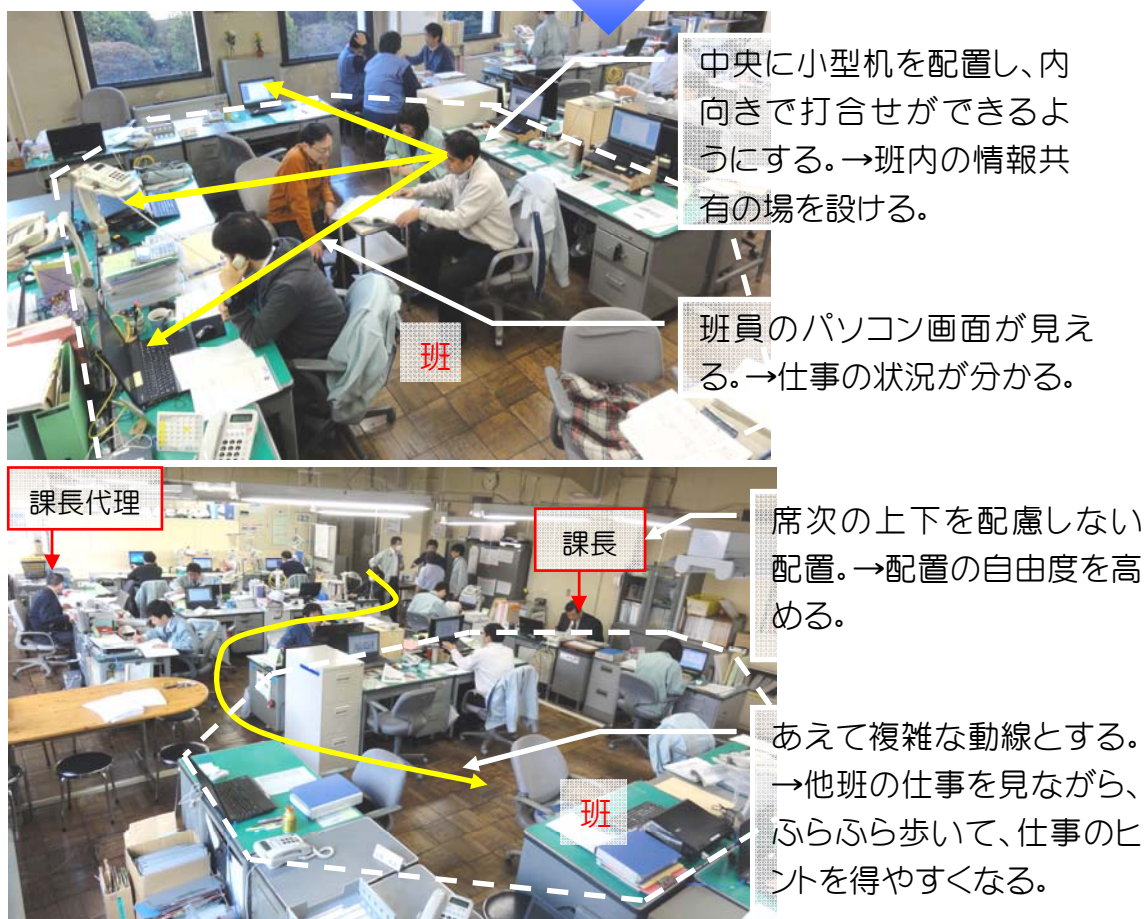 中央に小型机を配置し、内
向きで打合せができるよ
うにする。→班内の情報共
有の場を設ける。
班員のパソコン画面が見え
る。→仕事の状況が分かる。
班
課長代理
課長
席次の上下を配慮しない
配置。→配置の自由度を高
める。
あえて複雑な動線とする。
→他班の仕事を見ながら、
ふらふら歩いて、仕事のヒ
ントを得やすくなる。
班